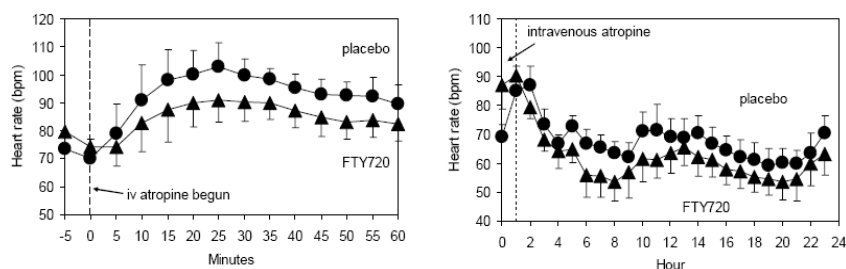 120
110
100
90
80
70
60
50
Heart rate (bpm)
placebo
FTY720
iv atropine begun
-5 0 5 10 15 20 25 30 35 40 45 50 55 60
Minutes
110
100
90
80
70
60
50
40
Heart rate (bpm)
intravenous atropine
placebo
FTY720
0 2 4 6 8 10 12 14 16 18 20 22 24
Hour